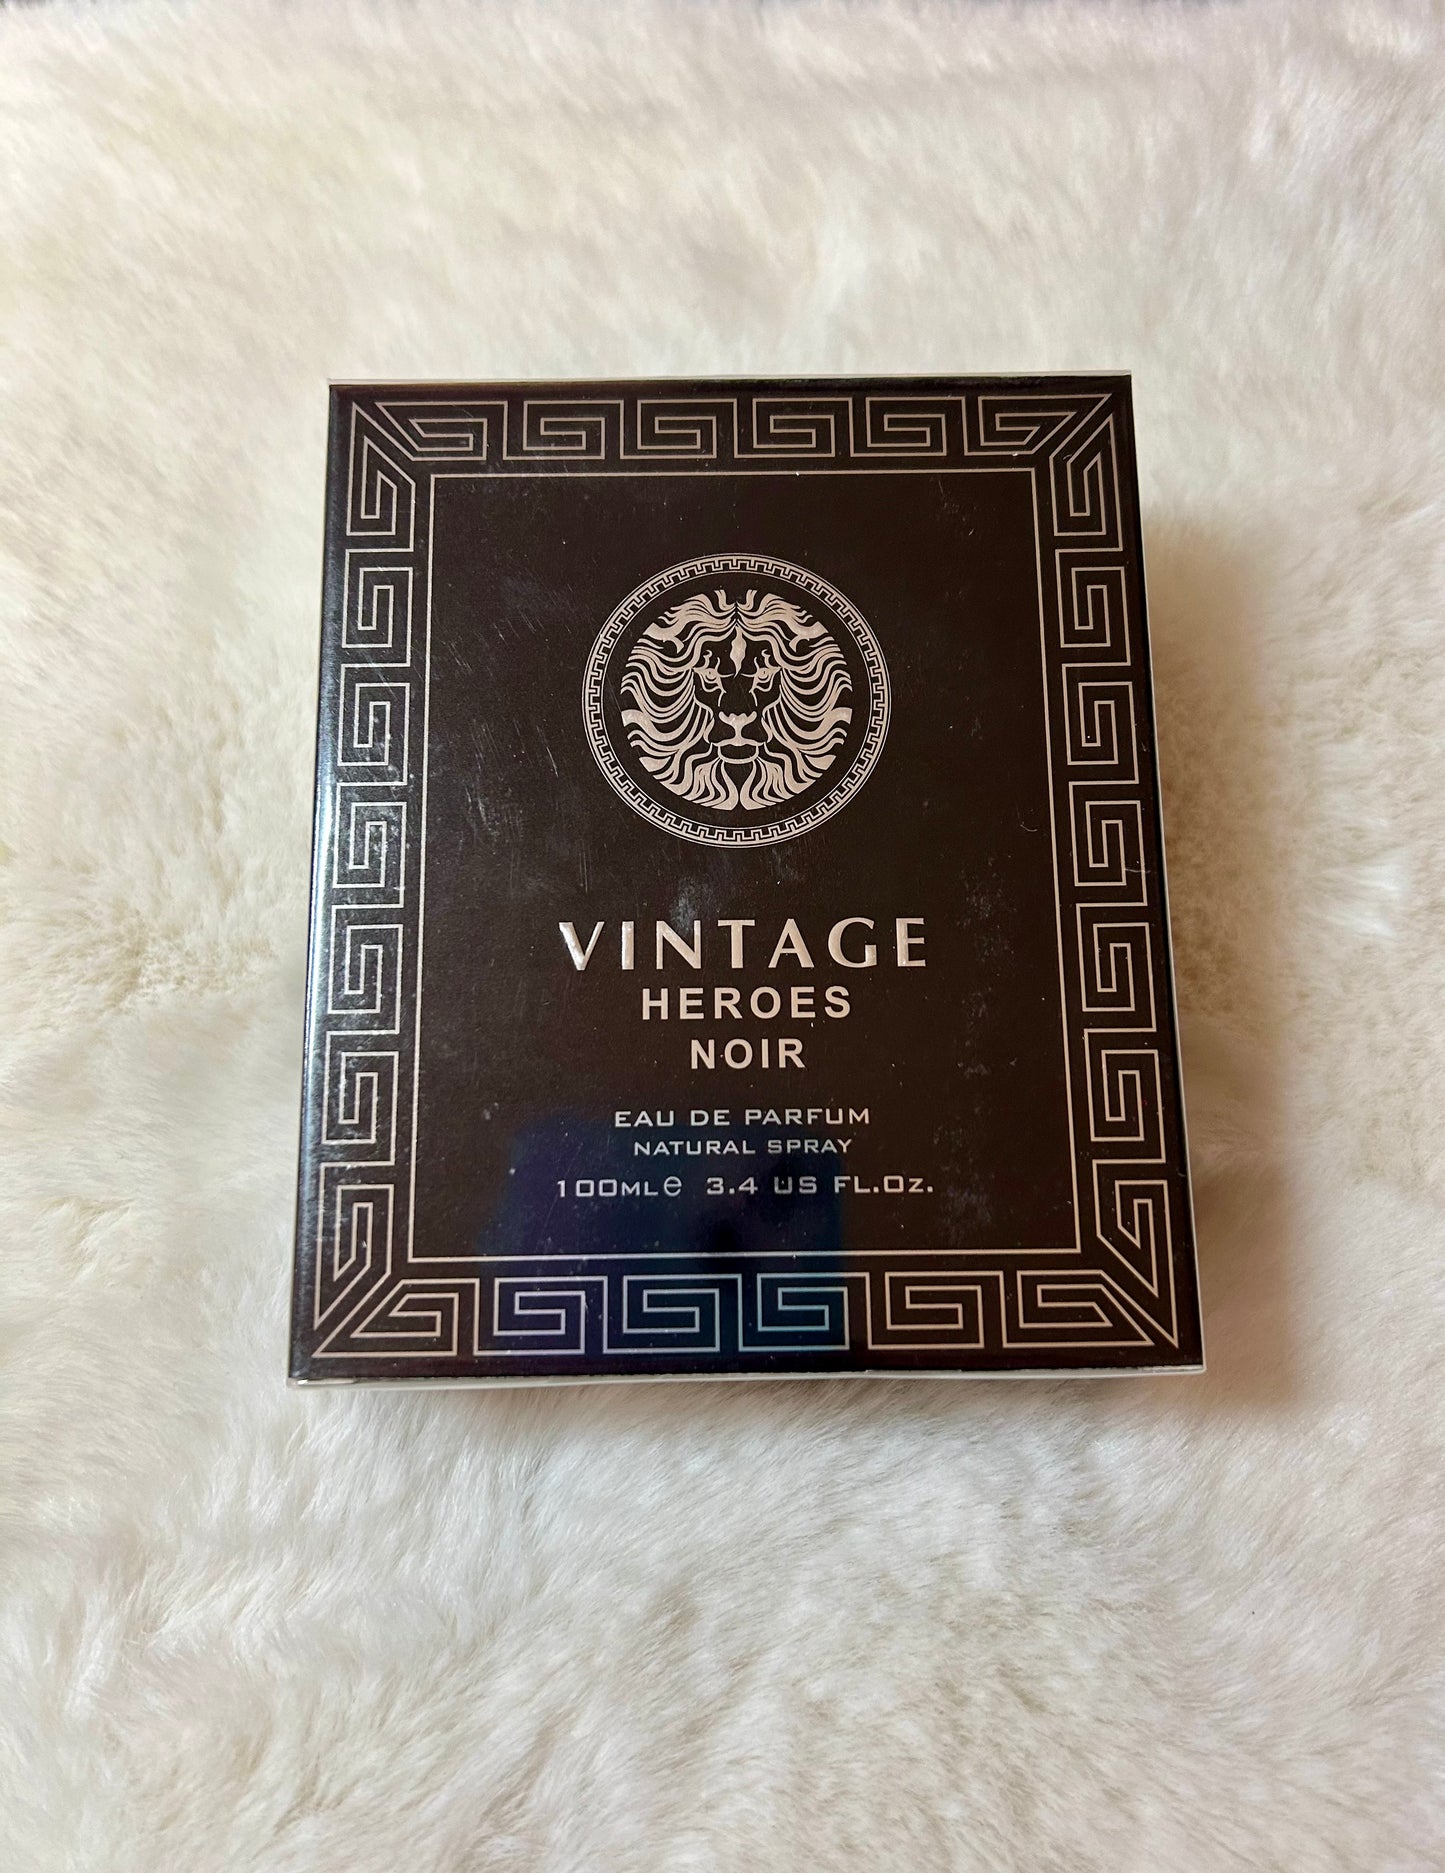 VINTAGE
HEROES
NOIR
EAU DE PARFUM
NATURAL SPRAY
100ML℮ 3.4 US FL.Oz.